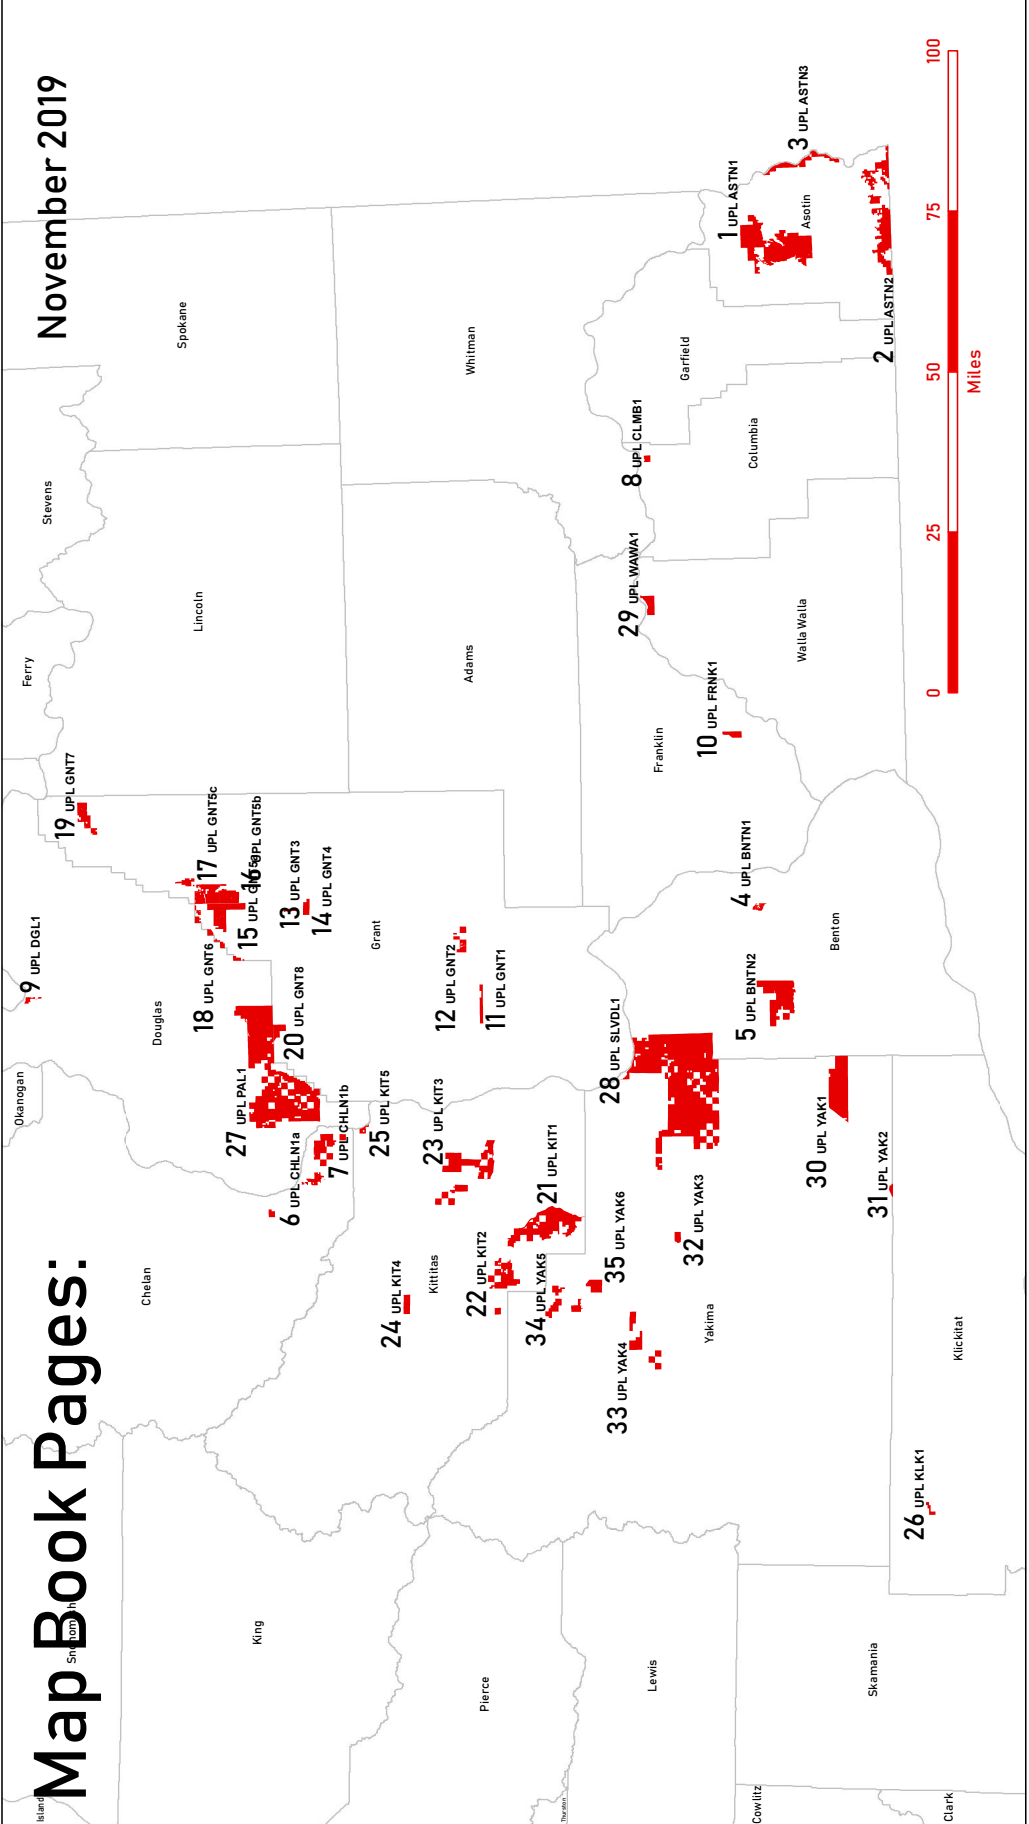 Map Book Pages:
November 2019
Island
Snohomish
King
Pierce
Thurston
Lewis
Cowlitz
Clark
Skamania
Chelan
Okanogan
Douglas
Ferry
Stevens
Lincoln
Spokane
Whitman
Adams
Grant
Kittitas
Yakima
Klickitat
Benton
Franklin
Walla Walla
Columbia
Garfield
Asotin
1 UPL ASTN1
2 UPL ASTN2
3 UPL ASTN3
4 UPL BNTN1
5 UPL BNTN2
6 UPL CHLN1a
7 UPL CHLN1b
8 UPL CLMB1
9 UPL DGL1
10 UPL FRNK1
11 UPL GNT1
12 UPL GNT2
13 UPL GNT3
14 UPL GNT4
15 UPL GNT5a
16 UPL GNT5b
17 UPL GNT5c
18 UPL GNT6
19 UPL GNT7
20 UPL GNT8
21 UPL KIT1
22 UPL KIT2
23 UPL KIT3
24 UPL KIT4
25 UPL KIT5
26 UPL KLK1
27 UPL PAL1
28 UPL SLVDL1
29 UPL WAWA1
30 UPL YAK1
31 UPL YAK2
32 UPL YAK3
33 UPL YAK4
34 UPL YAK5
35 UPL YAK6
0 25 50 75 100
Miles